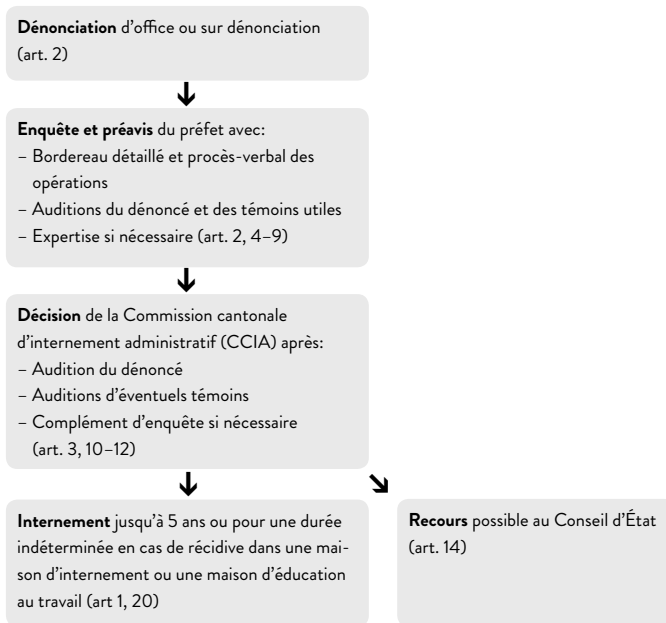 Dénonciation d'office ou sur dénonciation
(art. 2)
Enquête et préavis du préfet avec:
– Bordereau détaillé et procès-verbal des
opérations
– Auditions du dénoncé et des témoins utiles
– Expertise si nécessaire (art. 2, 4–9)
Décision de la Commission cantonale
d'internement administratif (CCIA) après:
– Audition du dénoncé
– Auditions d'éventuels témoins
– Complément d'enquête si nécessaire
(art. 3, 10–12)
Internement jusqu'à 5 ans ou pour une durée
indéterminée en cas de récidive dans une mai-
son d'internement ou une maison d'éducation
au travail (art 1, 20)
Recours possible au Conseil d'État
(art. 14)